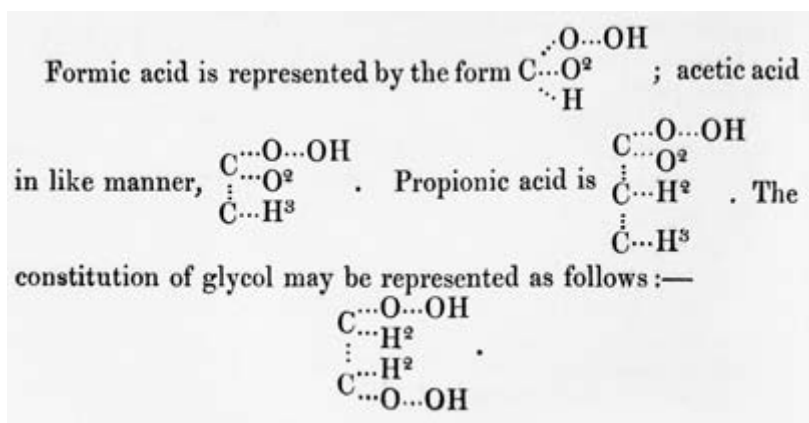 O...OH
Formic acid is represented by the form C...O² ; acetic acid
H
C...O...OH
in like manner, ...O² . Propionic acid is
C...H³
C...O...OH
...O²
C...H² . The
C...H³
constitution of glycol may be represented as follows:—
C...O...OH
...H²
...H²
C...O...OH
.